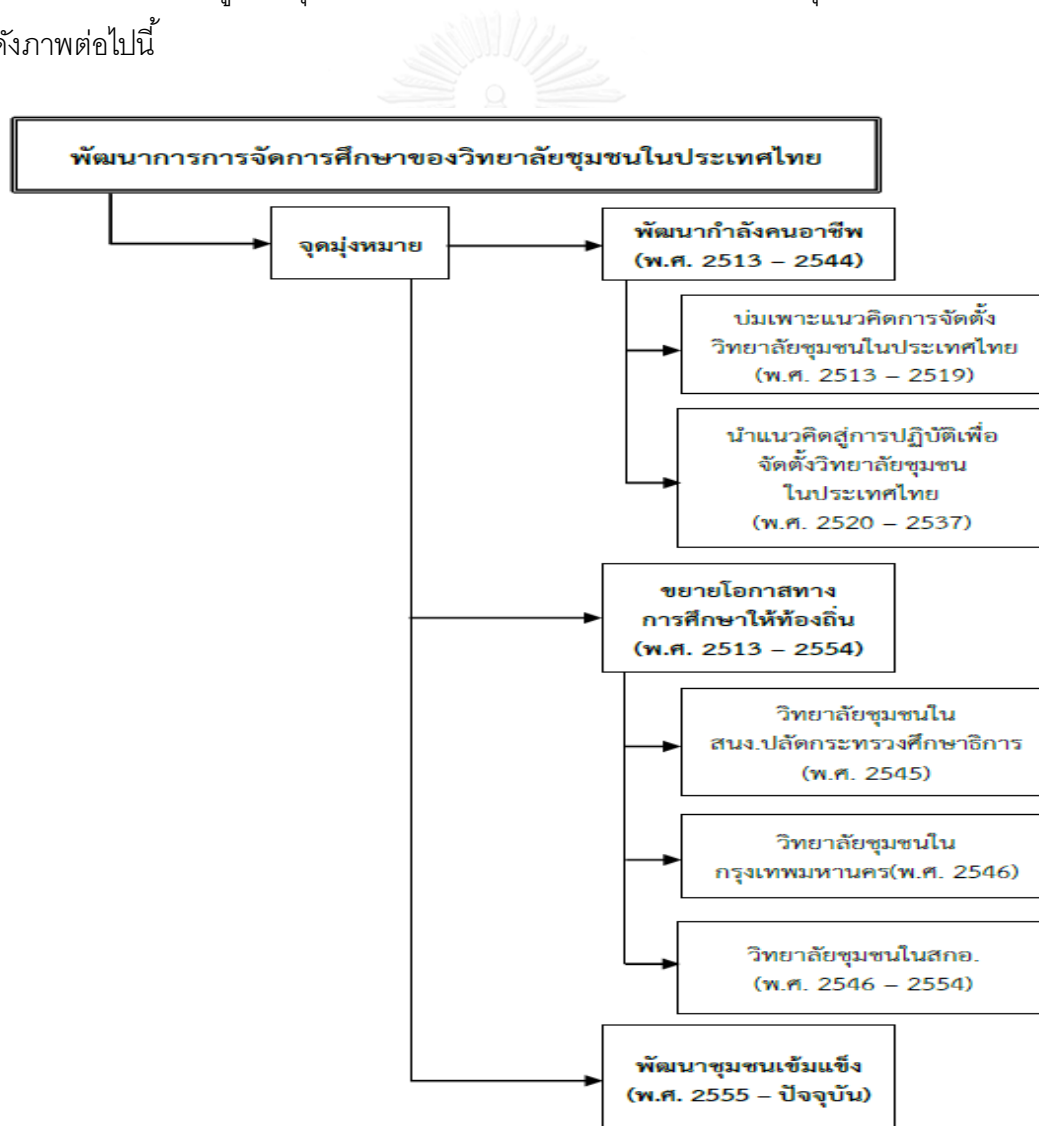 ดังภาพต่อไปนี้
พัฒนาการการจัดการศึกษาของวิทยาลัยชุมชนในประเทศไทย
จุดมุ่งหมาย
พัฒนากำลังคนอาชีพ
(พ.ศ. 2513 – 2544)
บ่มเพาะแนวคิดการจัดตั้ง
วิทยาลัยชุมชนในประเทศไทย
(พ.ศ. 2513 – 2519)
นำแนวคิดสู่การปฏิบัติเพื่อ
จัดตั้งวิทยาลัยชุมชน
ในประเทศไทย
(พ.ศ. 2520 – 2537)
ขยายโอกาสทาง
การศึกษาให้ท้องถิ่น
(พ.ศ. 2513 – 2554)
วิทยาลัยชุมชนใน
สนง.ปลัดกระทรวงศึกษาธิการ
(พ.ศ. 2545)
วิทยาลัยชุมชนใน
กรุงเทพมหานคร(พ.ศ. 2546)
วิทยาลัยชุมชนในสกอ.
(พ.ศ. 2546 – 2554)
พัฒนาชุมชนเข้มแข็ง
(พ.ศ. 2555 – ปัจจุบัน)